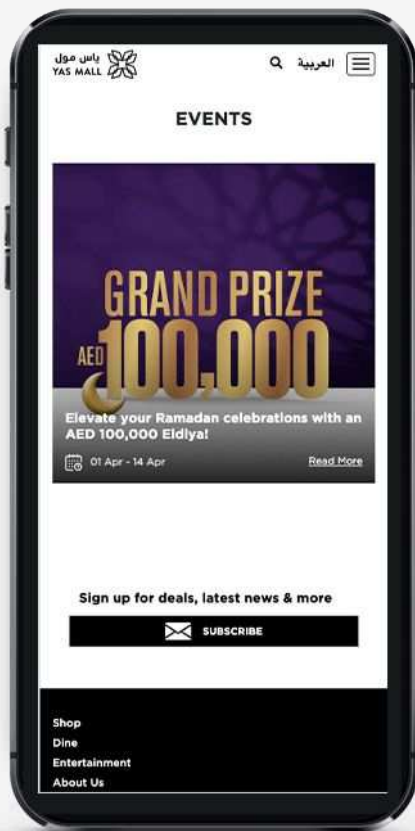 ياس مول
YAS MALL
العربية
EVENTS
GRAND PRIZE
AED 100,000
Elevate your Ramadan celebrations with an
AED 100,000 Eidiya!
01 Apr - 14 Apr
Read More
Sign up for deals, latest news & more
SUBSCRIBE
Shop
Dine
Entertainment
About Us